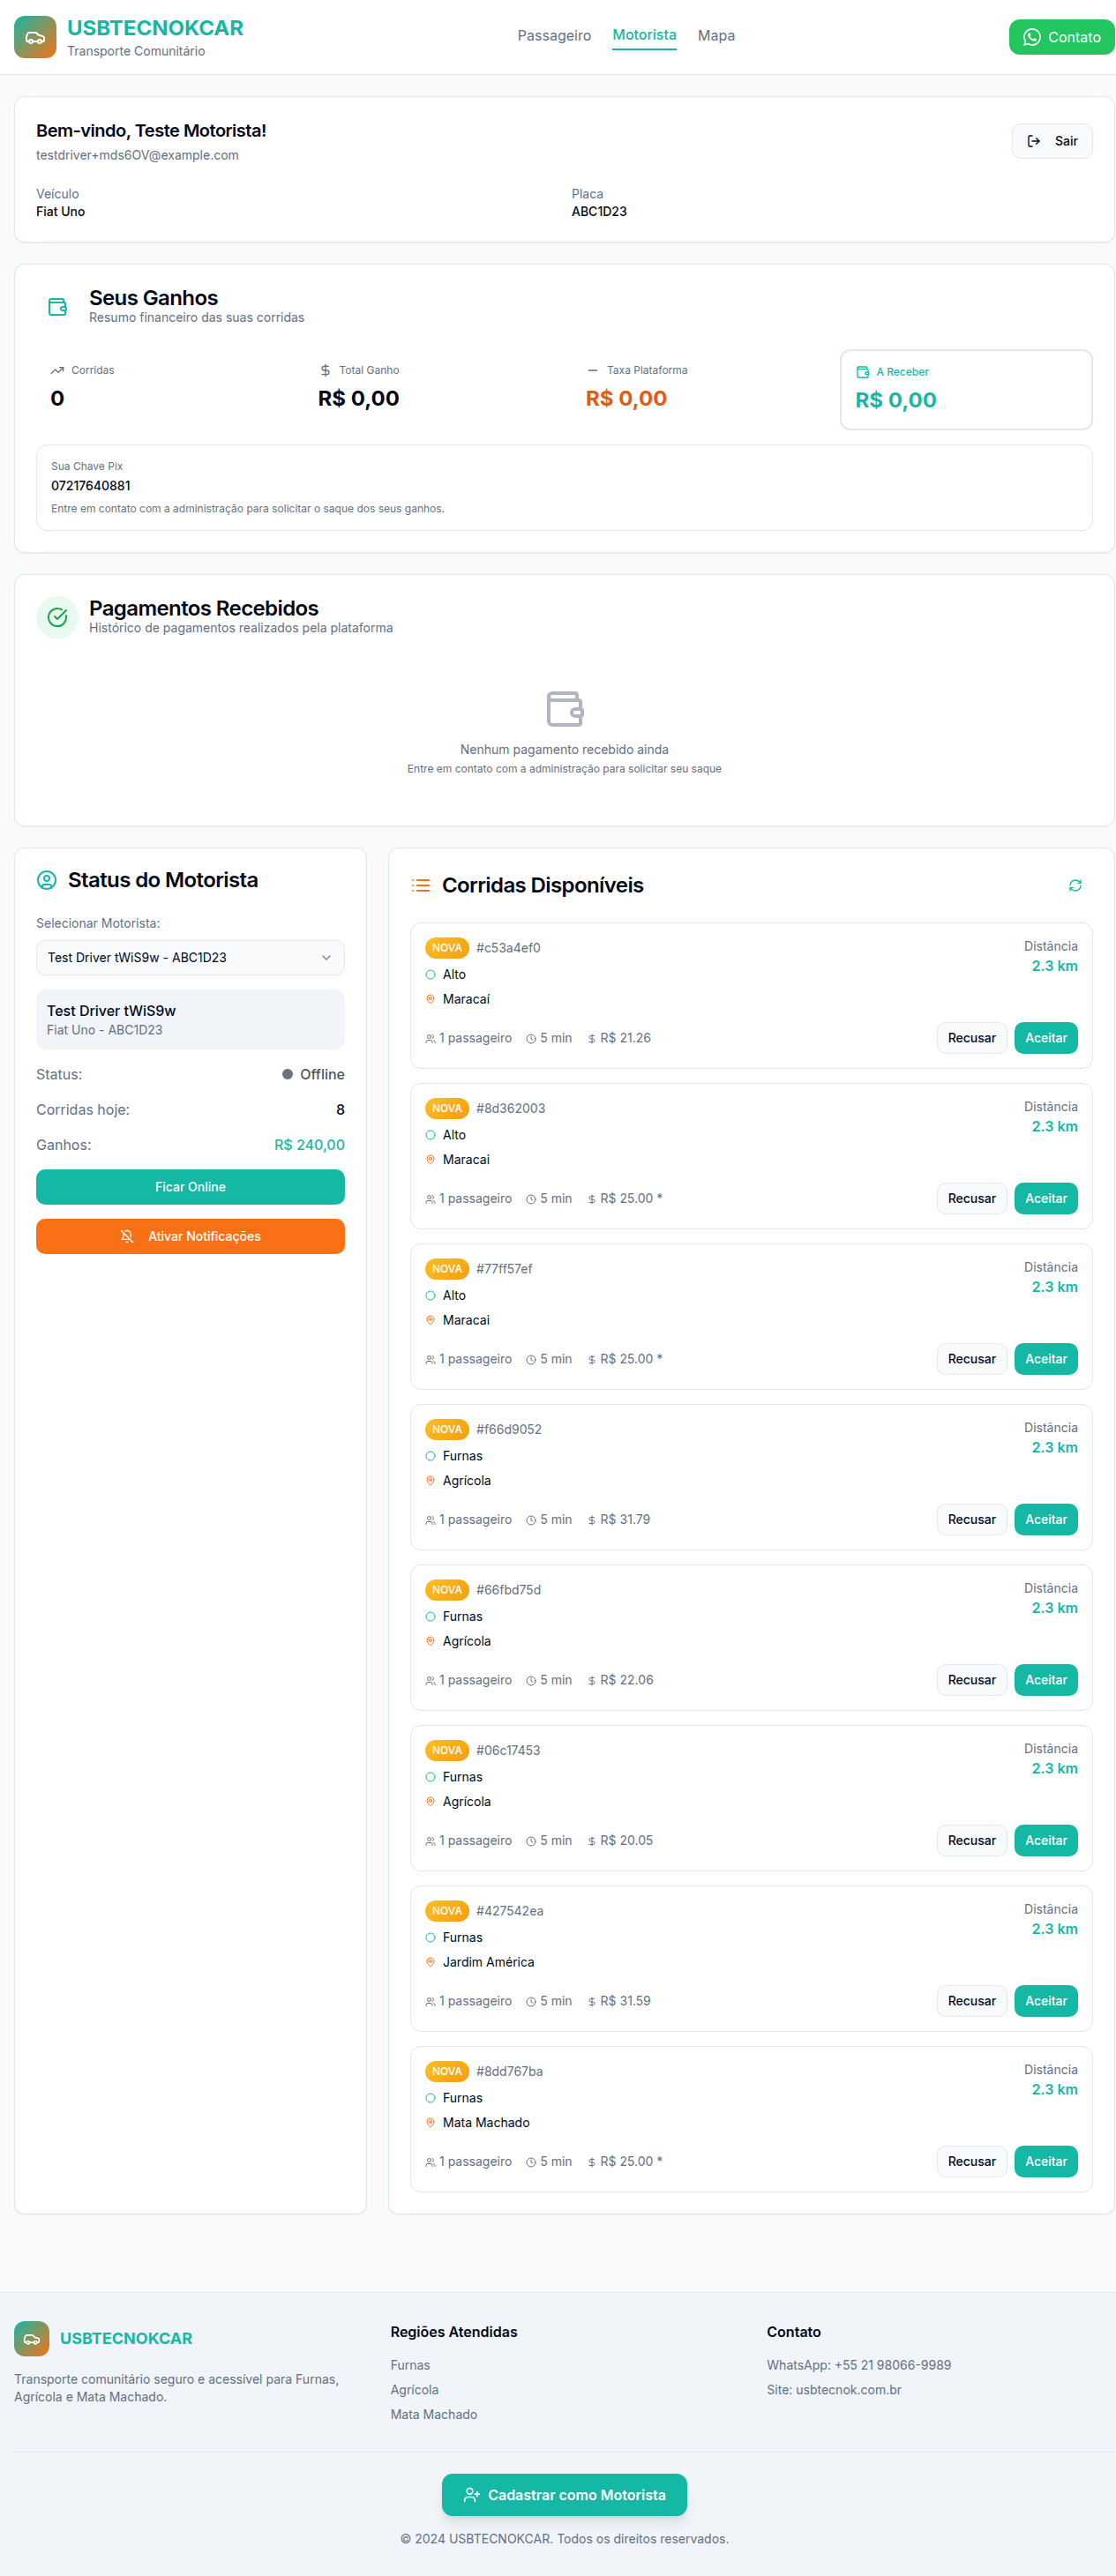 USBTECNOKCAR
Transporte Comunitário
Passageiro
Motorista
Mapa
Contato
Bem-vindo, Teste Motorista!
testdriver+mds6OV@example.com
Sair
Veículo
Fiat Uno
Placa
ABC1D23
Seus Ganhos
Resumo financeiro das suas corridas
Corridas
0
Total Ganho
R$ 0,00
Taxa Plataforma
R$ 0,00
A Receber
R$ 0,00
Sua Chave Pix
07217640881
Entre em contato com a administração para solicitar o saque dos seus ganhos.
Pagamentos Recebidos
Histórico de pagamentos realizados pela plataforma
Nenhum pagamento recebido ainda
Entre em contato com a administração para solicitar seu saque
Status do Motorista
Selecionar Motorista:
Test Driver tWiS9w - ABC1D23
Test Driver tWiS9w
Fiat Uno - ABC1D23
Status:
Offline
Corridas hoje:
8
Ganhos:
R$ 240,00
Ficar Online
Ativar Notificações
Corridas Disponíveis
NOVA #c53a4ef0
Distância
2.3 km
Alto
Maracaí
1 passageiro 5 min R$ 21.26
Recusar
Aceitar
NOVA #8d362003
Distância
2.3 km
Alto
Maracai
1 passageiro 5 min R$ 25.00 *
Recusar
Aceitar
NOVA #77ff57ef
Distância
2.3 km
Alto
Maracai
1 passageiro 5 min R$ 25.00 *
Recusar
Aceitar
NOVA #f66d9052
Distância
2.3 km
Furnas
Agrícola
1 passageiro 5 min R$ 31.79
Recusar
Aceitar
NOVA #66fbd75d
Distância
2.3 km
Furnas
Agrícola
1 passageiro 5 min R$ 22.06
Recusar
Aceitar
NOVA #06c17453
Distância
2.3 km
Furnas
Agrícola
1 passageiro 5 min R$ 20.05
Recusar
Aceitar
NOVA #427542ea
Distância
2.3 km
Furnas
Jardim América
1 passageiro 5 min R$ 31.59
Recusar
Aceitar
NOVA #8dd767ba
Distância
2.3 km
Furnas
Mata Machado
1 passageiro 5 min R$ 25.00 *
Recusar
Aceitar
USBTECNOKCAR
Transporte comunitário seguro e acessível para Furnas,
Agrícola e Mata Machado.
Regiões Atendidas
Furnas
Agrícola
Mata Machado
Contato
WhatsApp: +55 21 98066-9989
Site: usbtecnok.com.br
Cadastrar como Motorista
© 2024 USBTECNOKCAR. Todos os direitos reservados.